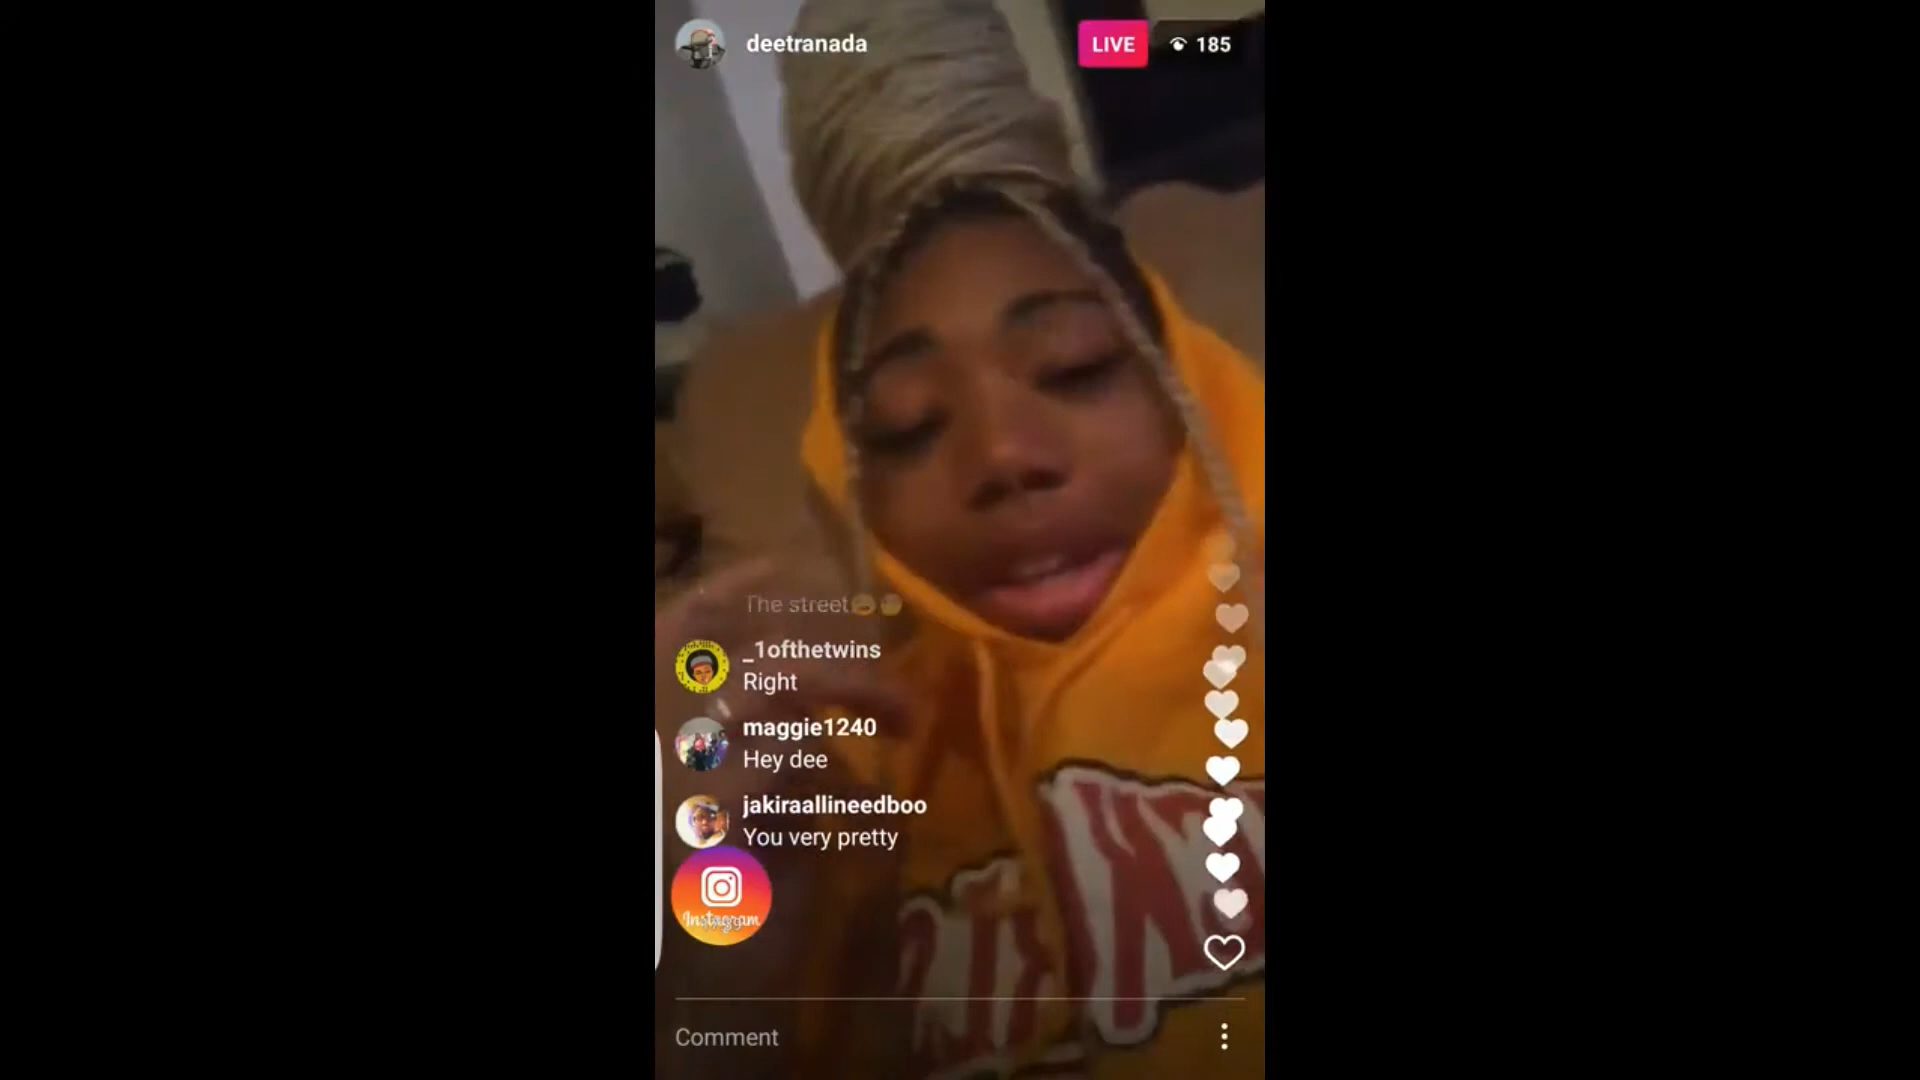 deetranada
LIVE
185
The street😩🧐
_1ofthetwins
Right
maggie1240
Hey dee
jakiraallineedboo
You very pretty
Instagram
Comment